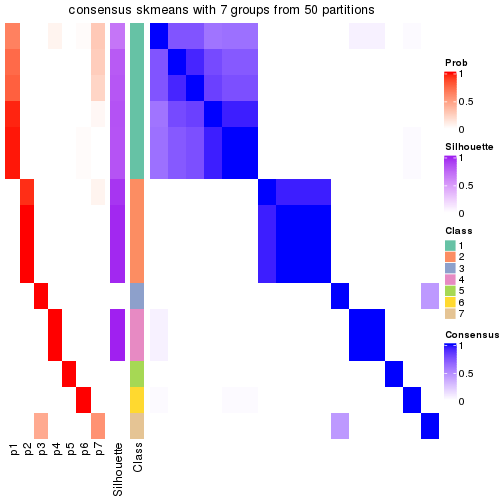 consensus skmeans with 7 groups from 50 partitions
Prob
1
0.5
0
Silhouette
1
0.5
0
Class
1
2
3
4
5
6
7
Consensus
1
0.5
0
p1
p2
p3
p4
p5
p6
p7
Silhouette
Class